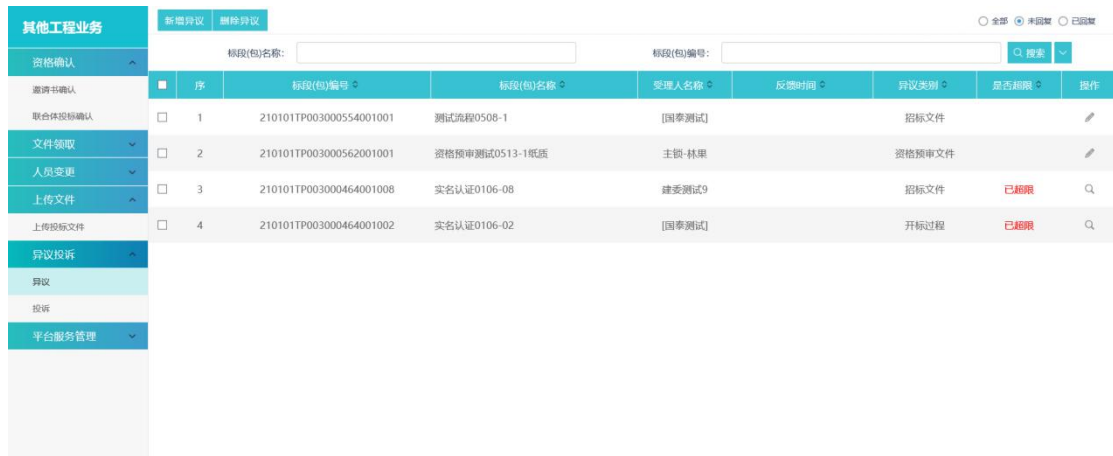 其他工程业务
资格确认
邀请书确认
联合体投标确认
文件领取
人员变更
上传文件
上传投标文件
异议投诉
异议
投诉
平台服务管理
新增异议 删除异议 全部 未回复 已回复
标段(包)名称: 标段(包)编号: 搜索
序 标段(包)编号 标段(包)名称 受理人名称 反馈时间 异议类别 是否超限 操作
1 210101TP003000554001001 测试流程0508-1 [国泰测试] 招标文件
2 210101TP003000562001001 资格预审测试0513-1纸质 主锁-林果 资格预审文件
3 210101TP003000464001008 实名认证0106-08 建委测试9 招标文件 已超限
4 210101TP003000464001002 实名认证0106-02 [国泰测试] 开标过程 已超限